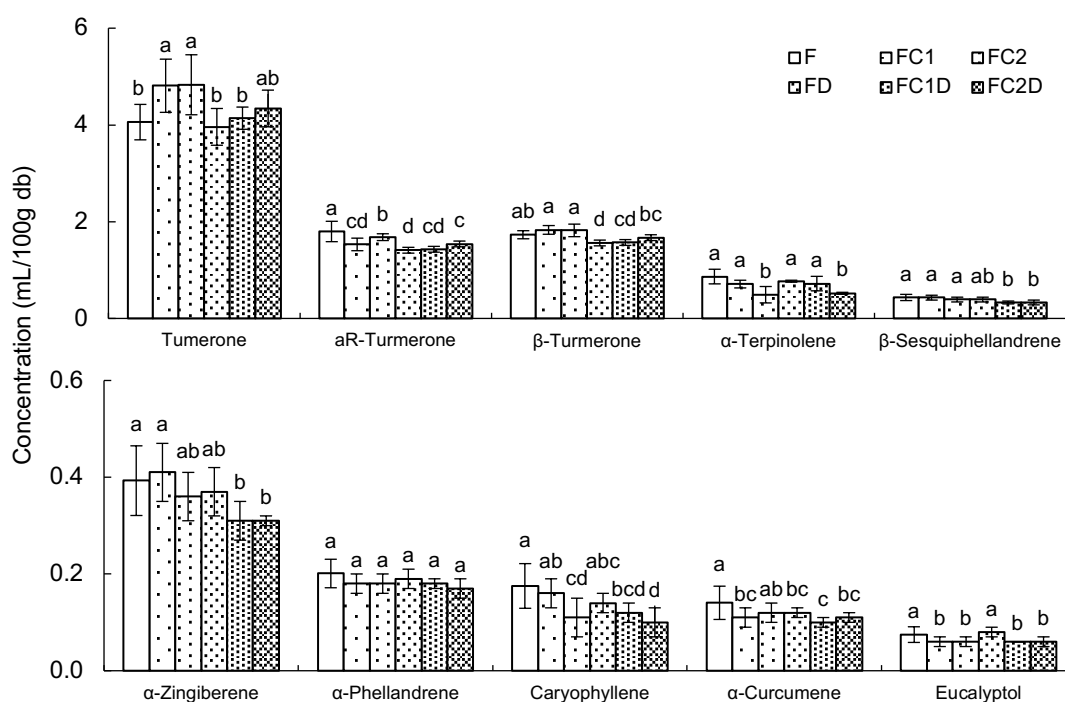 6
4
2
0
Concentration (mL/100g db)
F FC1 FC2
FD FC1D FC2D
b a a b b ab
a cd b d cd c
ab a a d cd bc
a a b a a b
a a a ab b b
Tumerone aR-Turmerone β-Turmerone α-Terpinolene β-Sesquiphellandrene
0.6
0.4
0.2
0.0
a a ab ab b b
a a a a a a
a ab cd abc bcd d
a bc ab bc c bc
a b b a b b
α-Zingiberene α-Phellandrene Caryophyllene α-Curcumene Eucalyptol